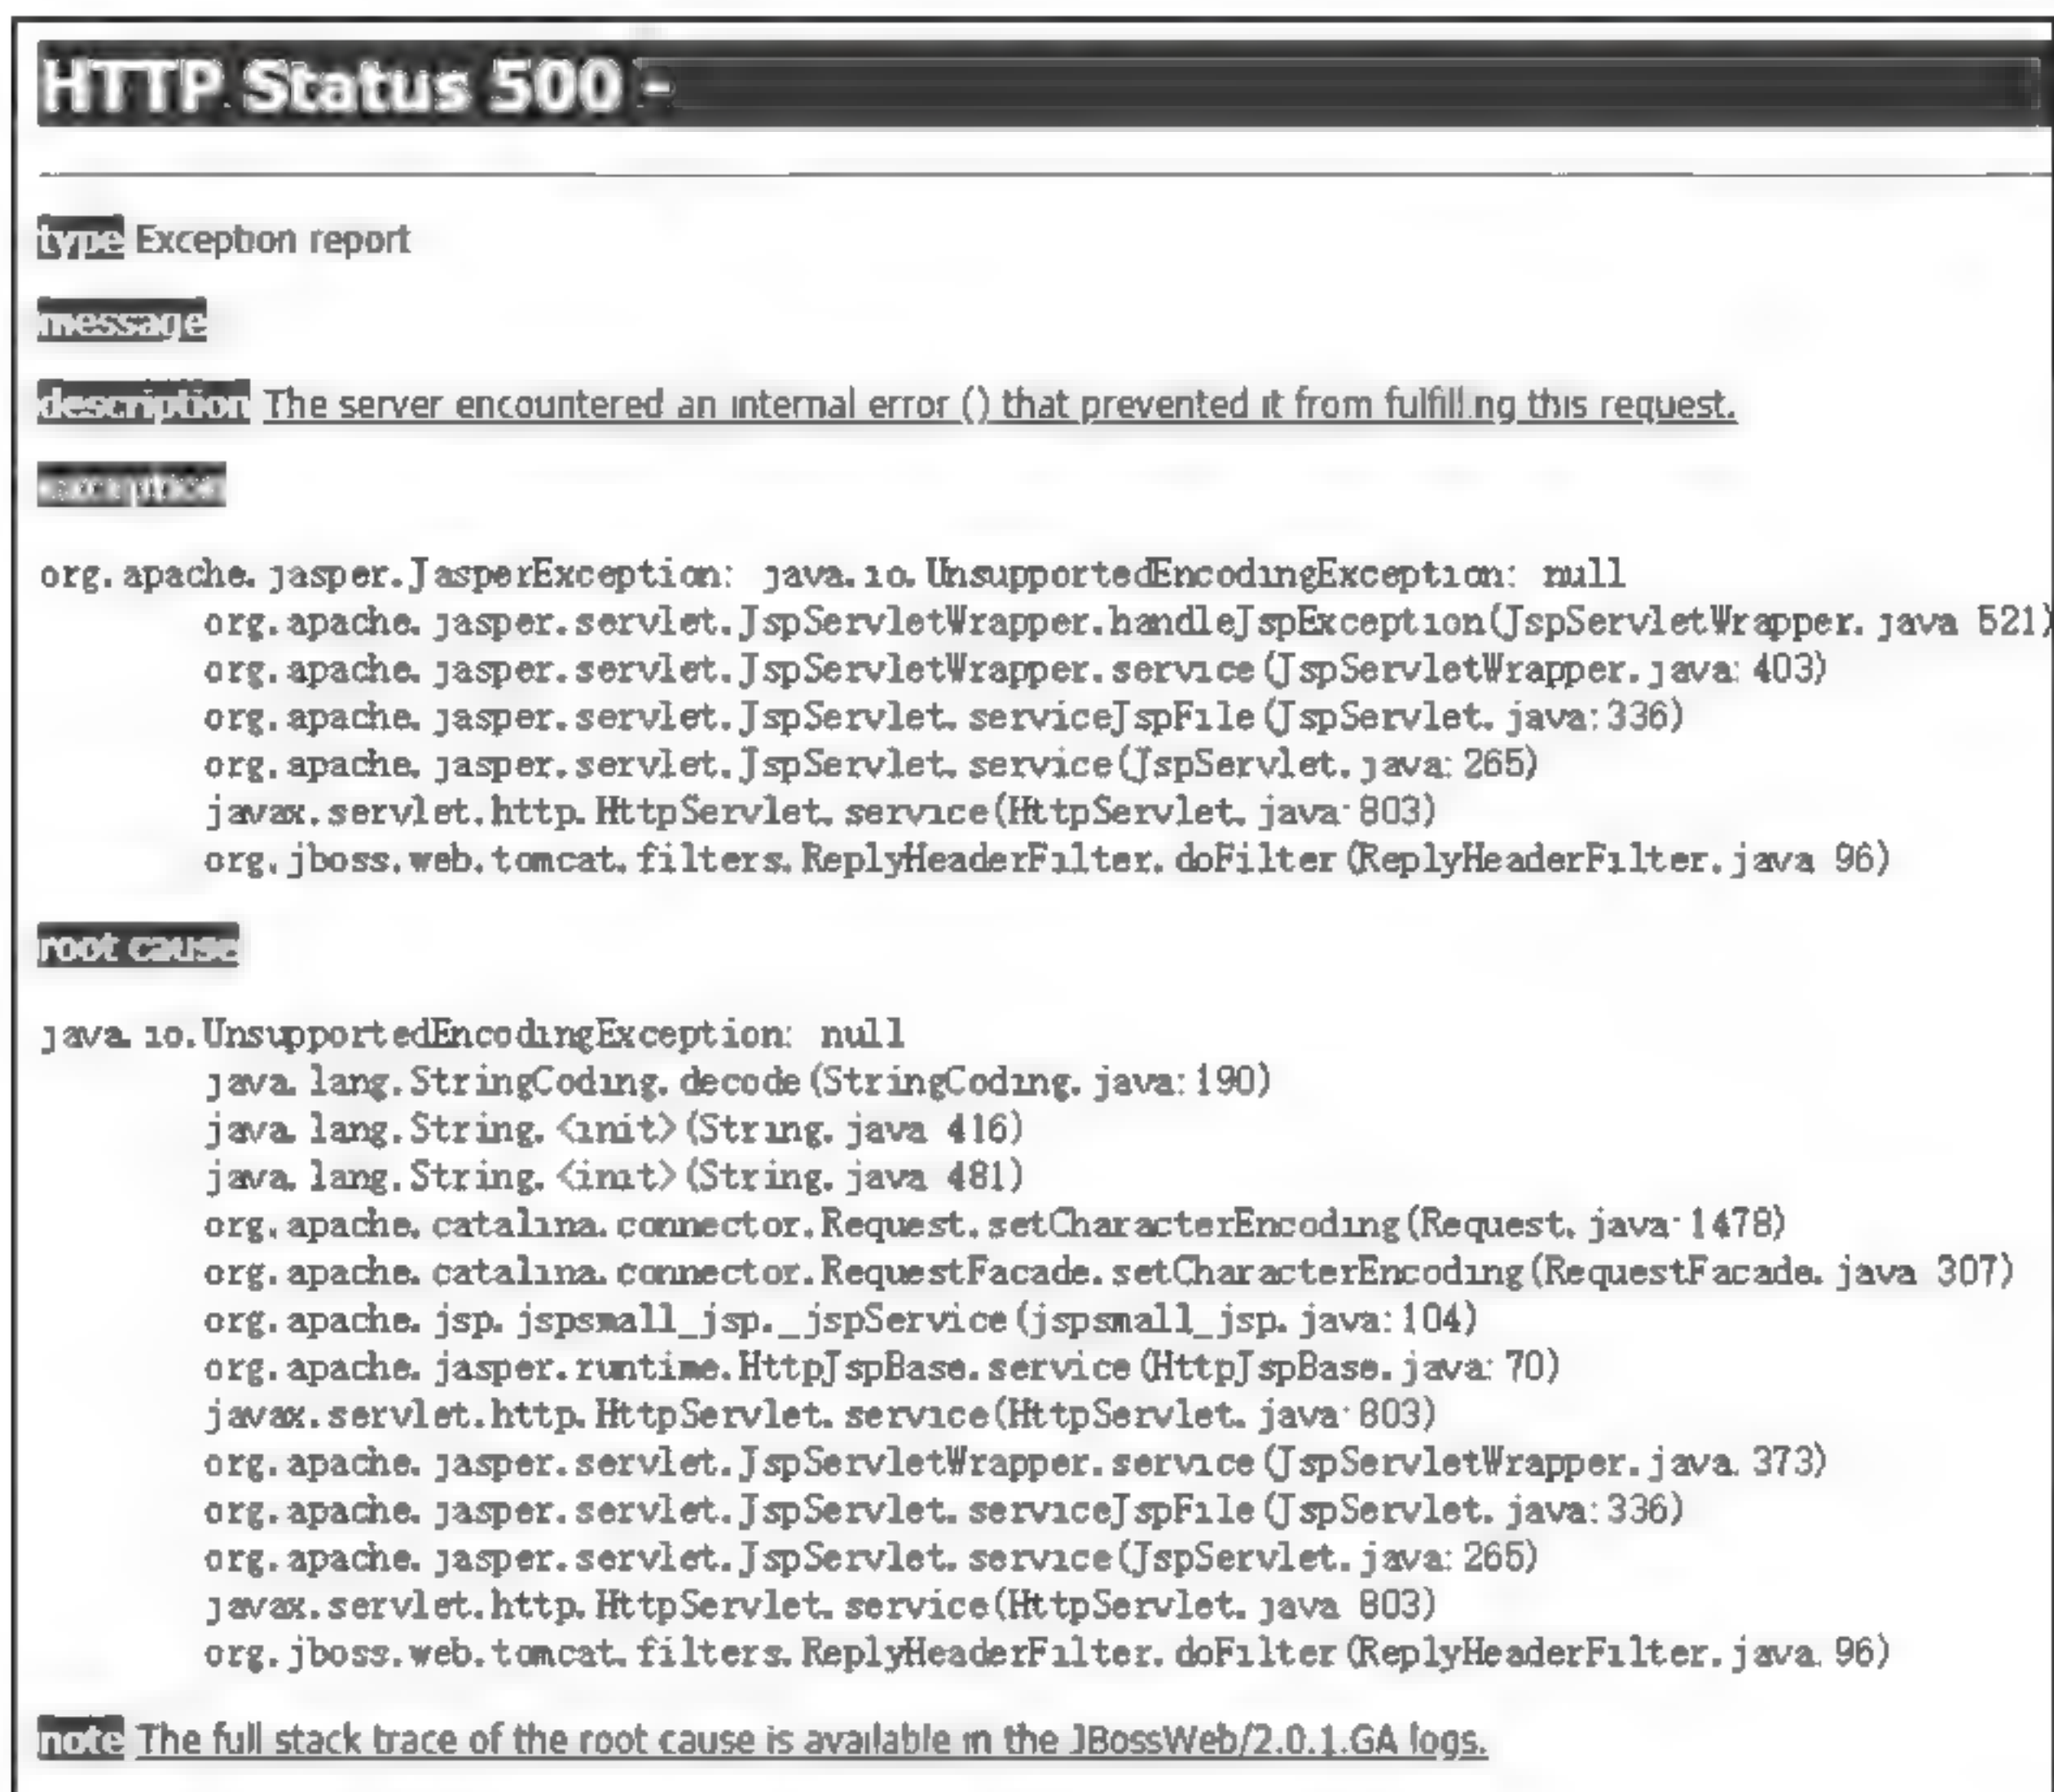 HTTP Status 500 -
type Exception report
message
description The server encountered an internal error () that prevented it from fulfilling this request.
exception
org.apache.jasper.JasperException: java.io.UnsupportedEncodingException: null
org.apache.jasper.servlet.JspServletWrapper.handleJspException(JspServletWrapper.java:521)
org.apache.jasper.servlet.JspServletWrapper.service(JspServletWrapper.java:403)
org.apache.jasper.servlet.JspServlet.serviceJspFile(JspServlet.java:336)
org.apache.jasper.servlet.JspServlet.service(JspServlet.java:265)
javax.servlet.http.HttpServlet.service(HttpServlet.java:803)
org.jboss.web.tomcat.filters.ReplyHeaderFilter.doFilter(ReplyHeaderFilter.java:96)
root cause
java.io.UnsupportedEncodingException: null
java.lang.StringCoding.decode(StringCoding.java:190)
java.lang.String.<init>(String.java:416)
java.lang.String.<init>(String.java:481)
org.apache.catalina.connector.Request.setCharacterEncoding(Request.java:1478)
org.apache.catalina.connector.RequestFacade.setCharacterEncoding(RequestFacade.java:307)
org.apache.jsp.jspsmall_jsp._jspService(jspsmall_jsp.java:104)
org.apache.jasper.runtime.HttpJspBase.service(HttpJspBase.java:70)
javax.servlet.http.HttpServlet.service(HttpServlet.java:803)
org.apache.jasper.servlet.JspServletWrapper.service(JspServletWrapper.java:373)
org.apache.jasper.servlet.JspServlet.serviceJspFile(JspServlet.java:336)
org.apache.jasper.servlet.JspServlet.service(JspServlet.java:265)
javax.servlet.http.HttpServlet.service(HttpServlet.java:803)
org.jboss.web.tomcat.filters.ReplyHeaderFilter.doFilter(ReplyHeaderFilter.java:96)
note The full stack trace of the root cause is available in the JBossWeb/2.0.1.GA logs.